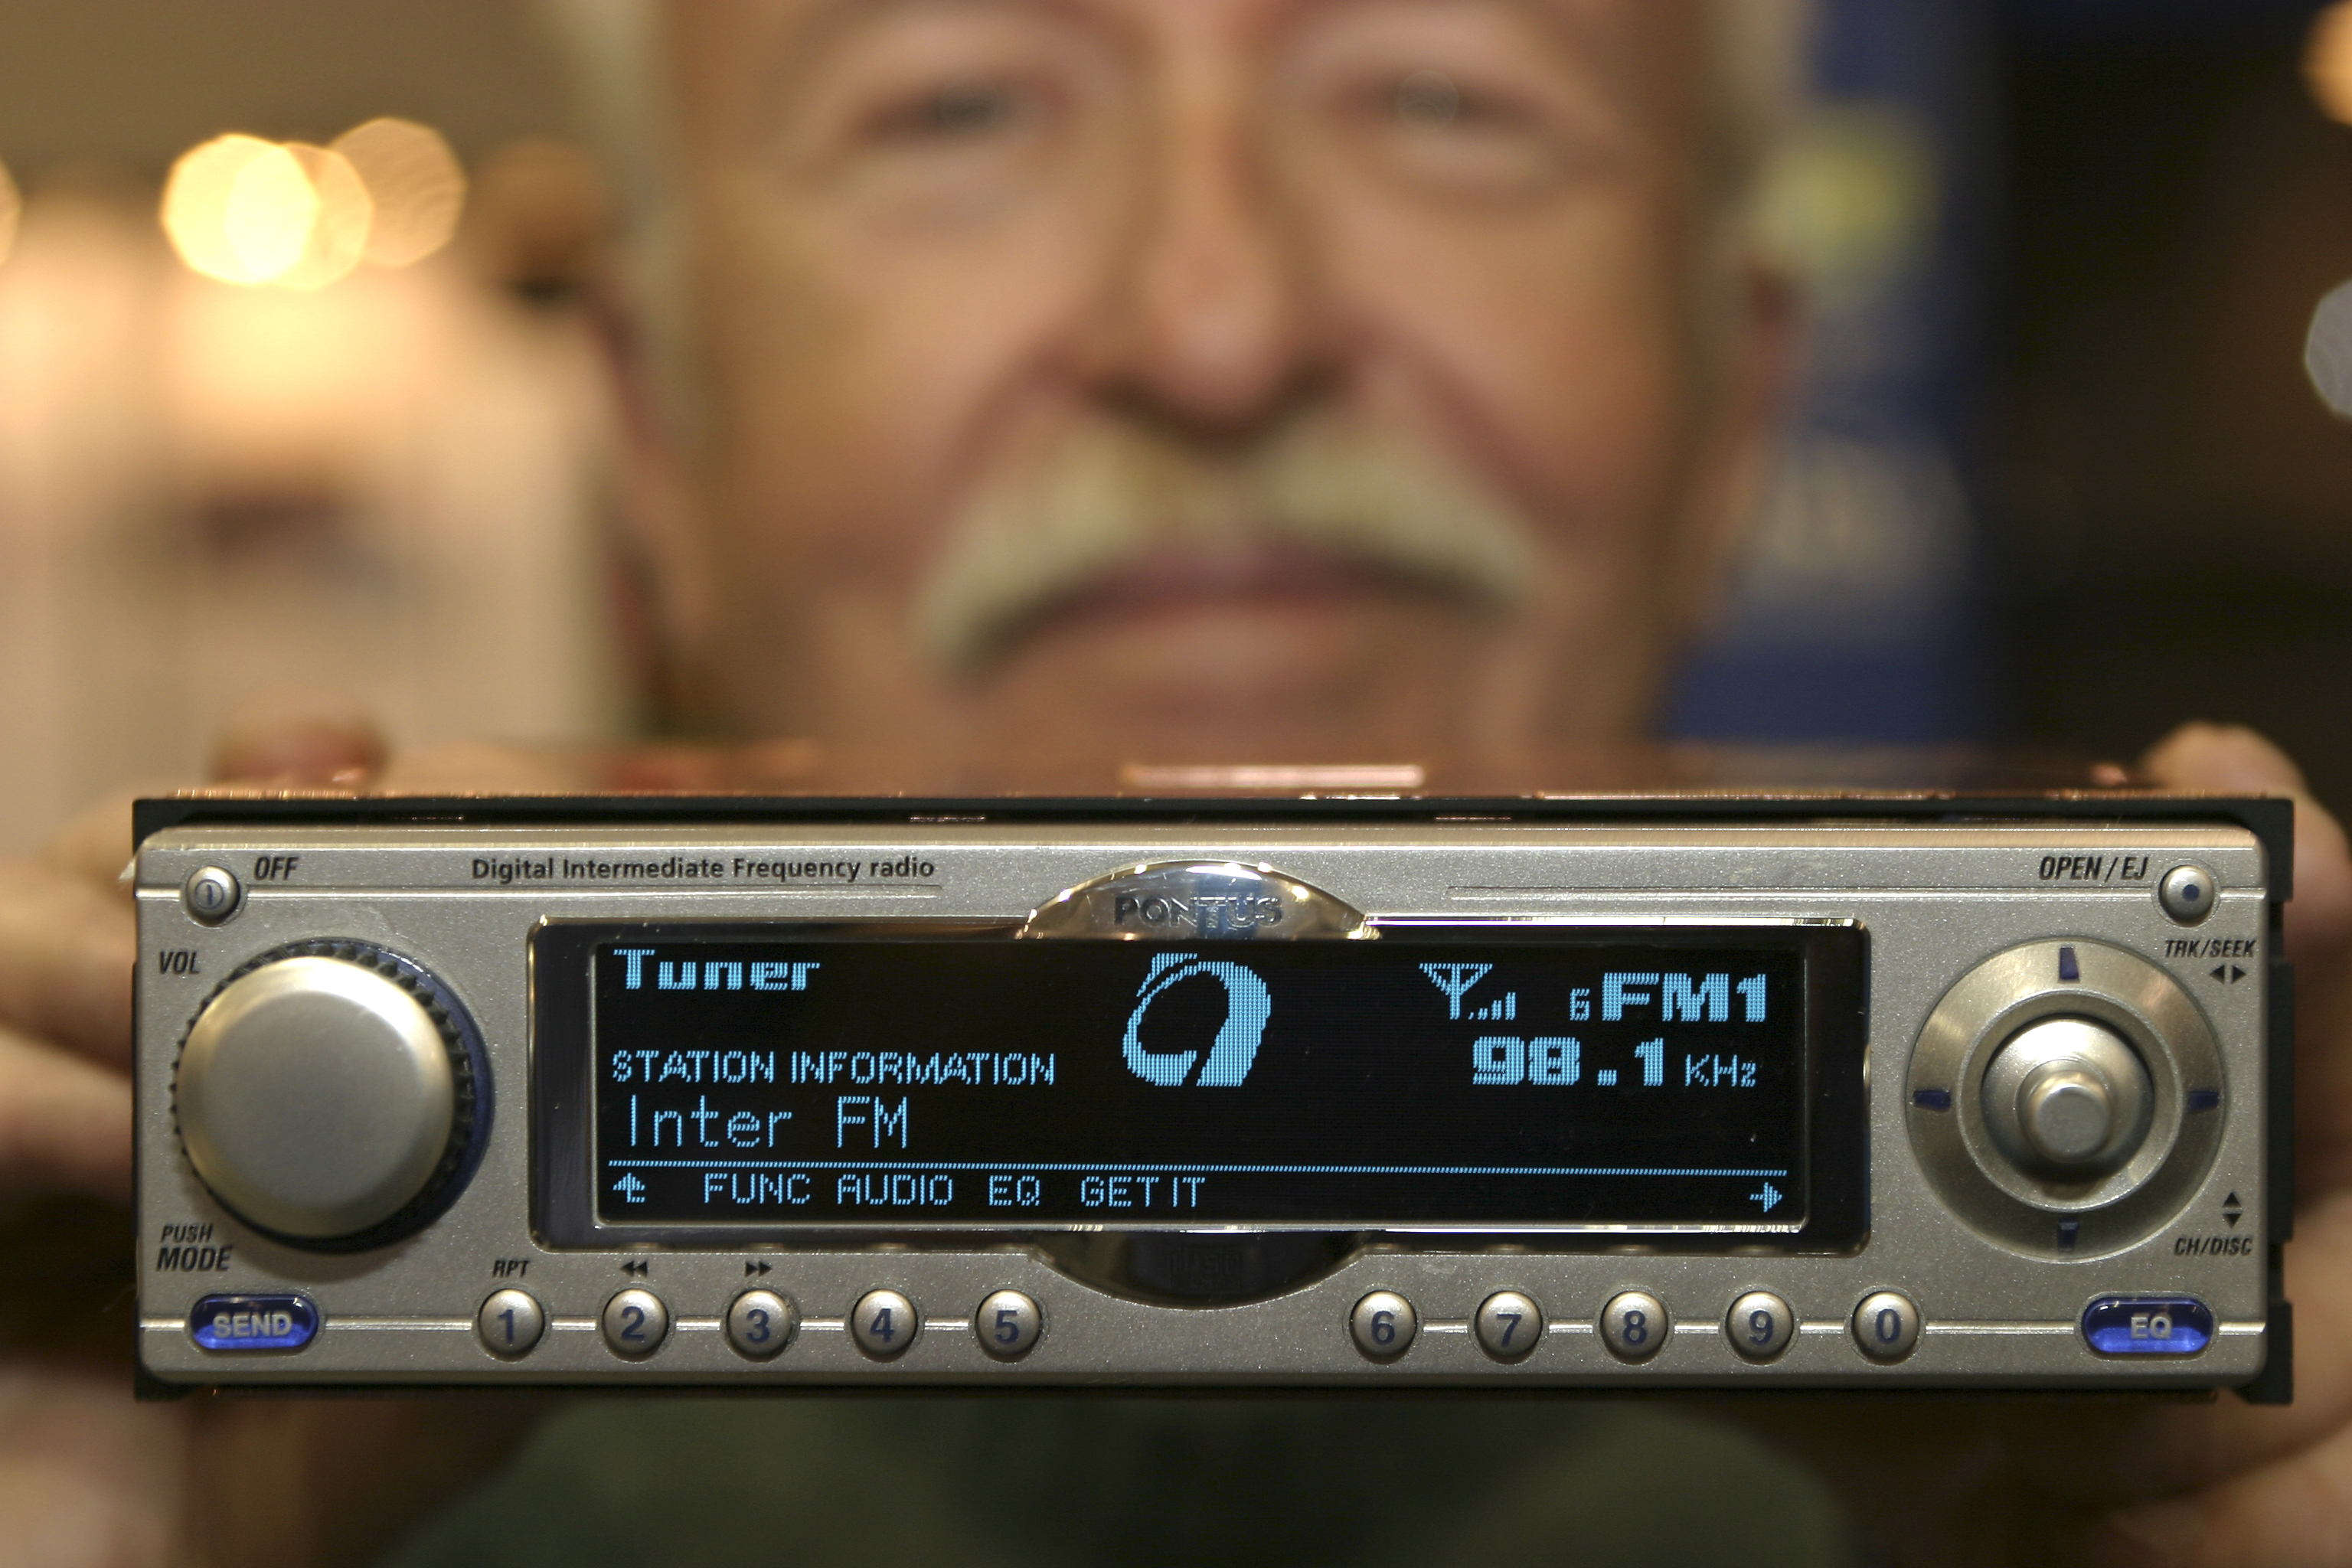 OFF
Digital Intermediate Frequency radio
PONTUS
OPEN / EJ
VOL
TRK/SEEK
Tuner
6 FM1
98.1 KHz
STATION INFORMATION
Inter FM
FUNC AUDIO EQ GET IT
PUSH
MODE
CH/DISC
RPT
SEND 1 2 3 4 5 6 7 8 9 0 EQ